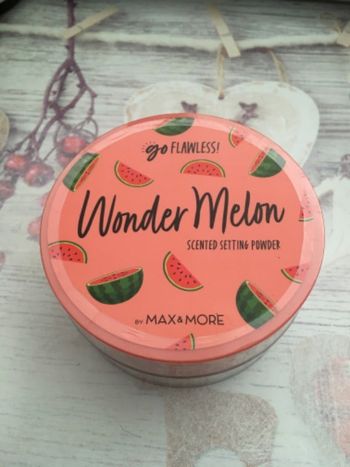 go FLAWLESS!
Wonder Melon
SCENTED SETTING POWDER
BY MAX&MORE